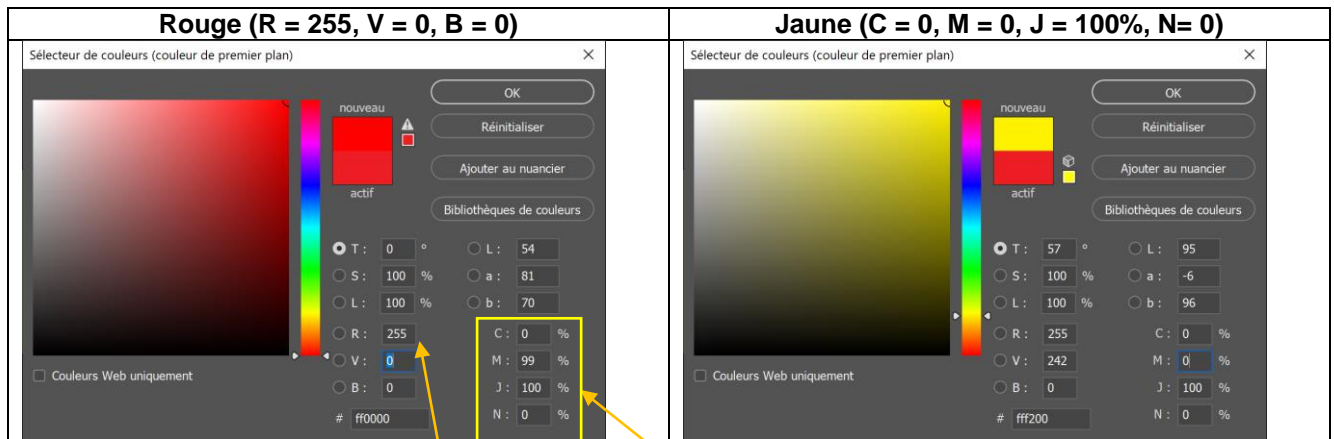 Rouge (R = 255, V = 0, B = 0)
Sélecteur de couleurs (couleur de premier plan)
nouveau
actif
OK
Réinitialiser
Ajouter au nuancier
Bibliothèques de couleurs
T : 0 °
L : 54
S : 100 %
a : 81
L : 100 %
b : 70
R : 255
C : 0 %
V : 0
M : 99 %
B : 0
J : 100 %
# ff0000
N : 0 %
Couleurs Web uniquement
Jaune (C = 0, M = 0, J = 100%, N= 0)
Sélecteur de couleurs (couleur de premier plan)
nouveau
actif
OK
Réinitialiser
Ajouter au nuancier
Bibliothèques de couleurs
T : 57 °
L : 95
S : 100 %
a : -6
L : 100 %
b : 96
R : 255
C : 0 %
V : 242
M : 0 %
B : 0
J : 100 %
# fff200
N : 0 %
Couleurs Web uniquement